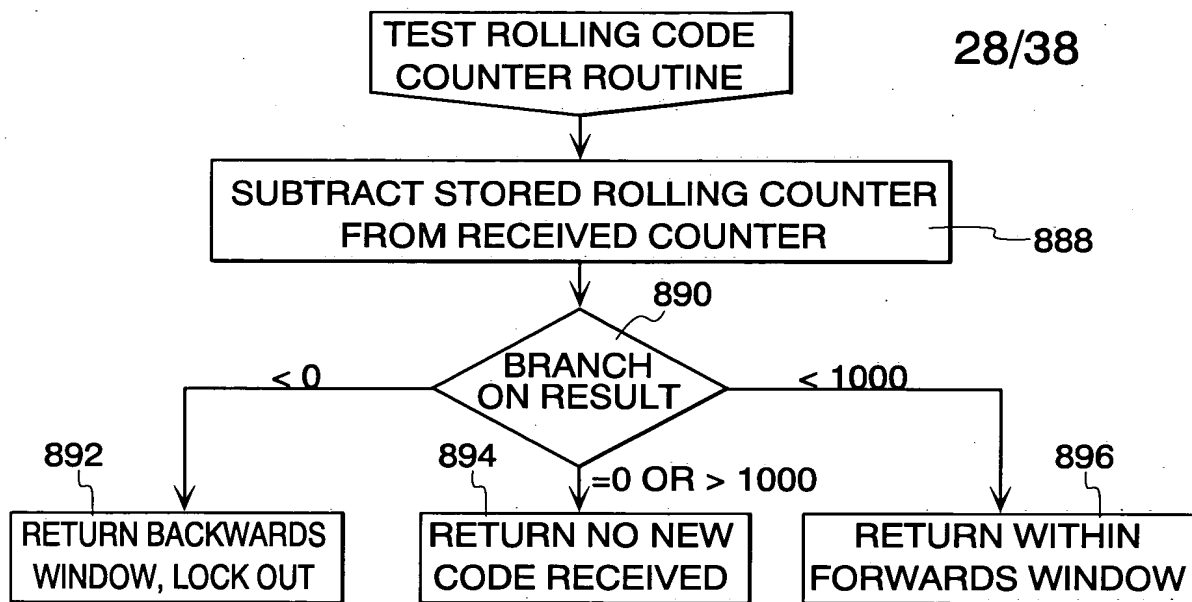 TEST ROLLING CODE
COUNTER ROUTINE
28/38
SUBTRACT STORED ROLLING COUNTER
FROM RECEIVED COUNTER
888
890
BRANCH
ON RESULT
< 0
< 1000
=0 OR > 1000
892
894
896
RETURN BACKWARDS
WINDOW, LOCK OUT
RETURN NO NEW
CODE RECEIVED
RETURN WITHIN
FORWARDS WINDOW